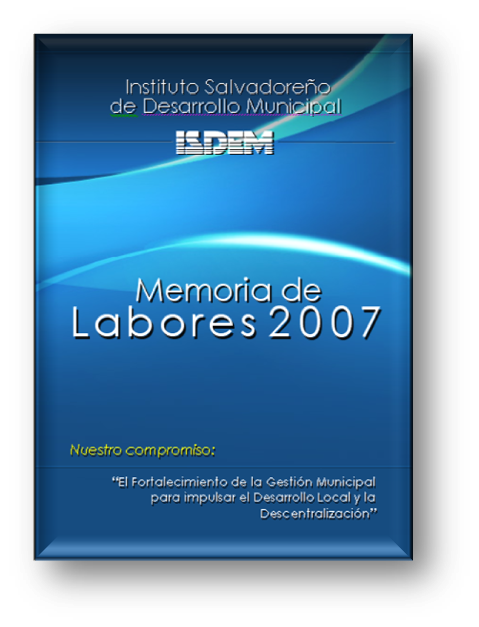 Instituto Salvadoreño
de Desarrollo Municipal
ISDEM
Memoria de
Labores 2007
Nuestro compromiso:
“El Fortalecimiento de la Gestión Municipal
para impulsar el Desarrollo Local y la
Descentralización”